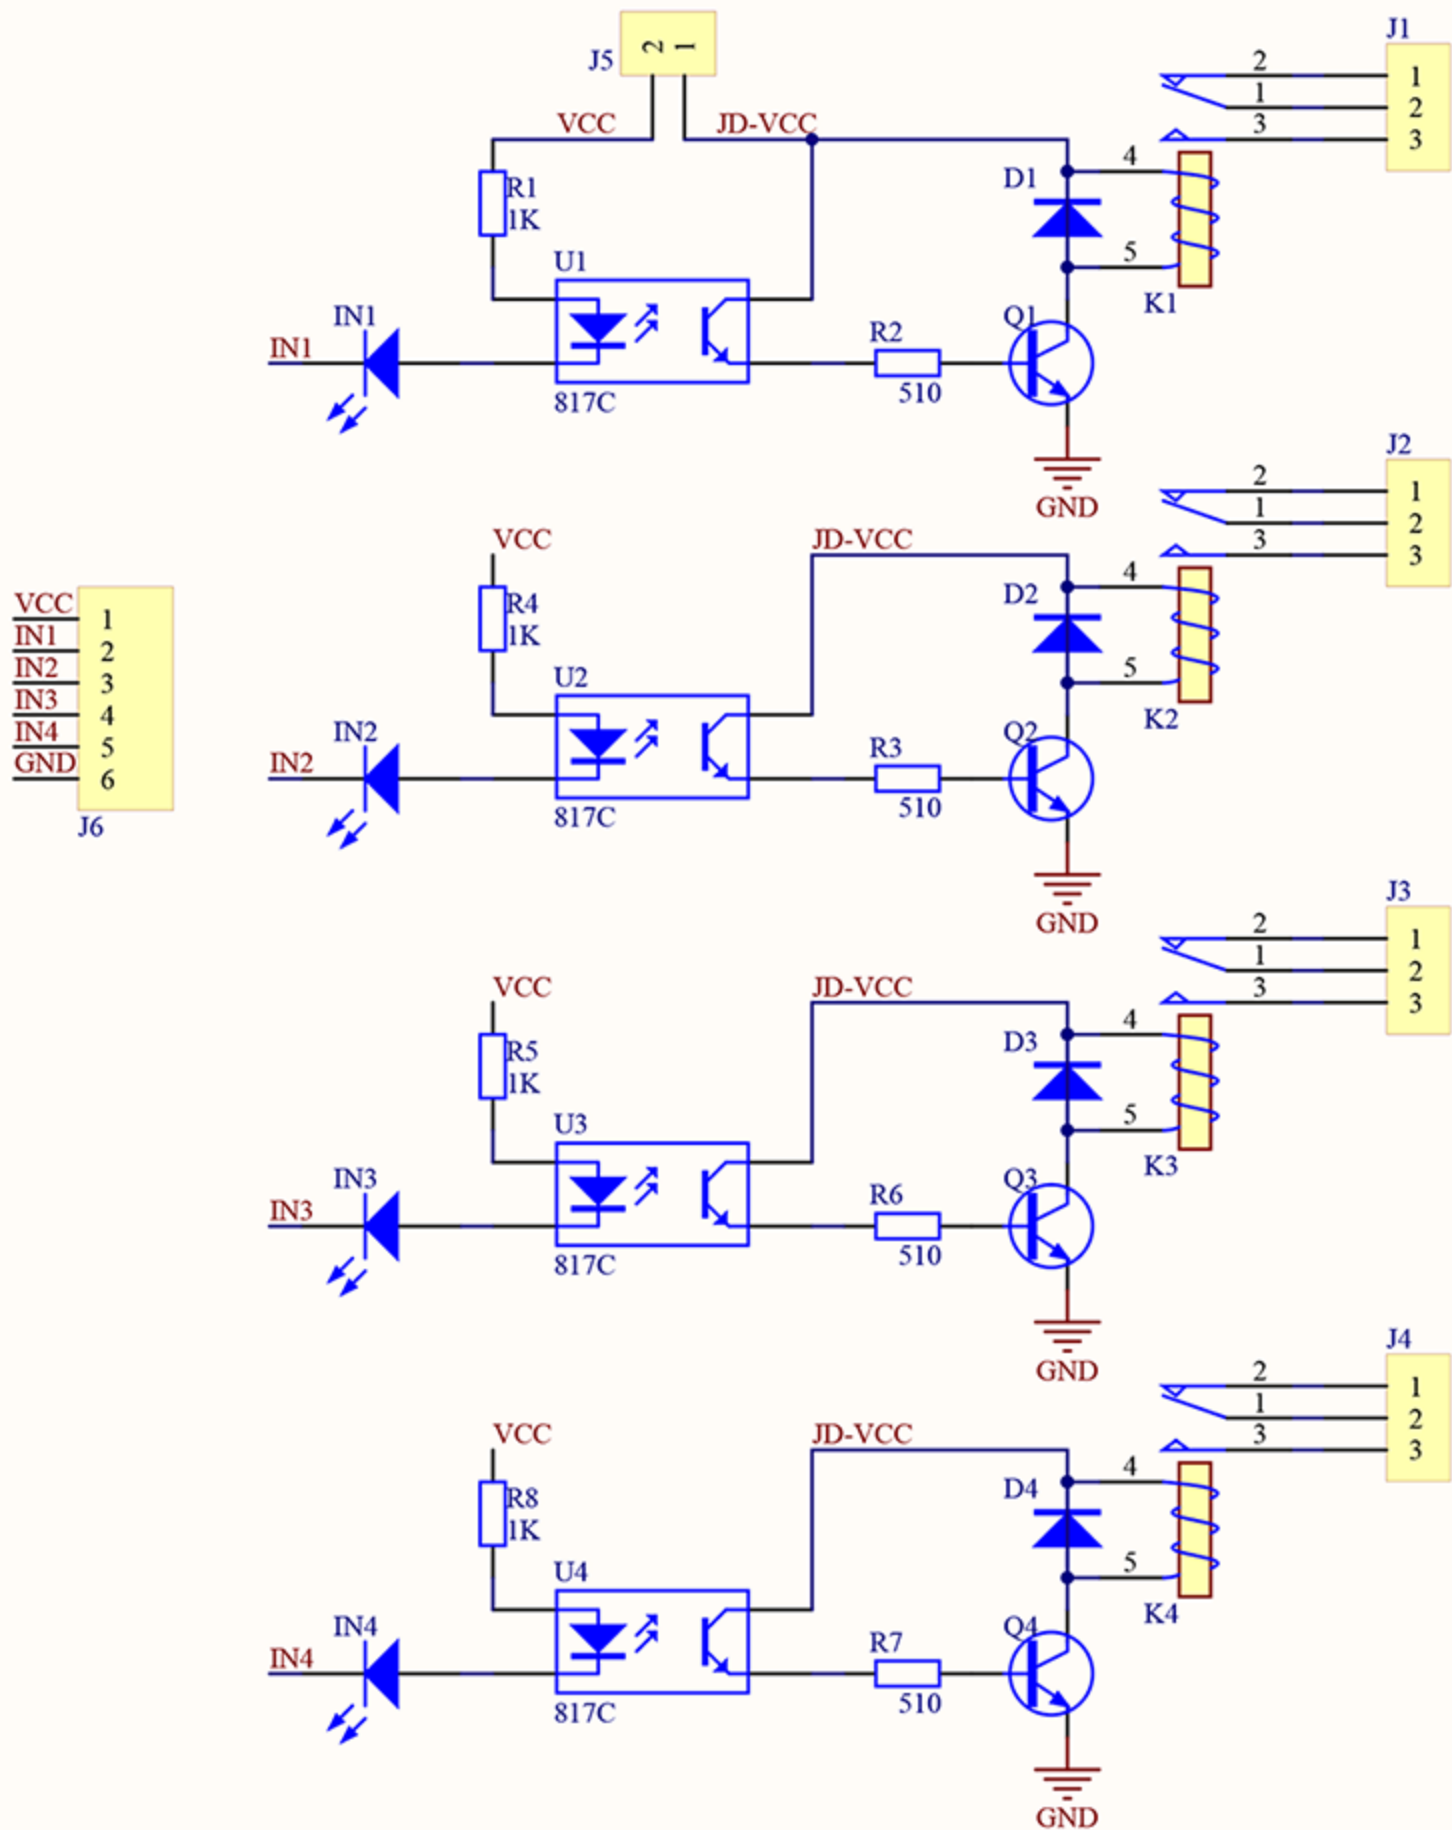 J5
2 1
VCC
JD-VCC
R1
1K
U1
817C
IN1
IN1
R2
510
D1
Q1
4
5
K1
GND
2
1
3
J1
1
2
3
VCC
IN1
IN2
IN3
IN4
GND
1
2
3
4
5
6
J6
VCC
JD-VCC
R4
1K
U2
817C
IN2
IN2
R3
510
D2
Q2
4
5
K2
GND
2
1
3
J2
1
2
3
VCC
JD-VCC
R5
1K
U3
817C
IN3
IN3
R6
510
D3
Q3
4
5
K3
GND
2
1
3
J3
1
2
3
VCC
JD-VCC
R8
1K
U4
817C
IN4
IN4
R7
510
D4
Q4
4
5
K4
GND
2
1
3
J4
1
2
3